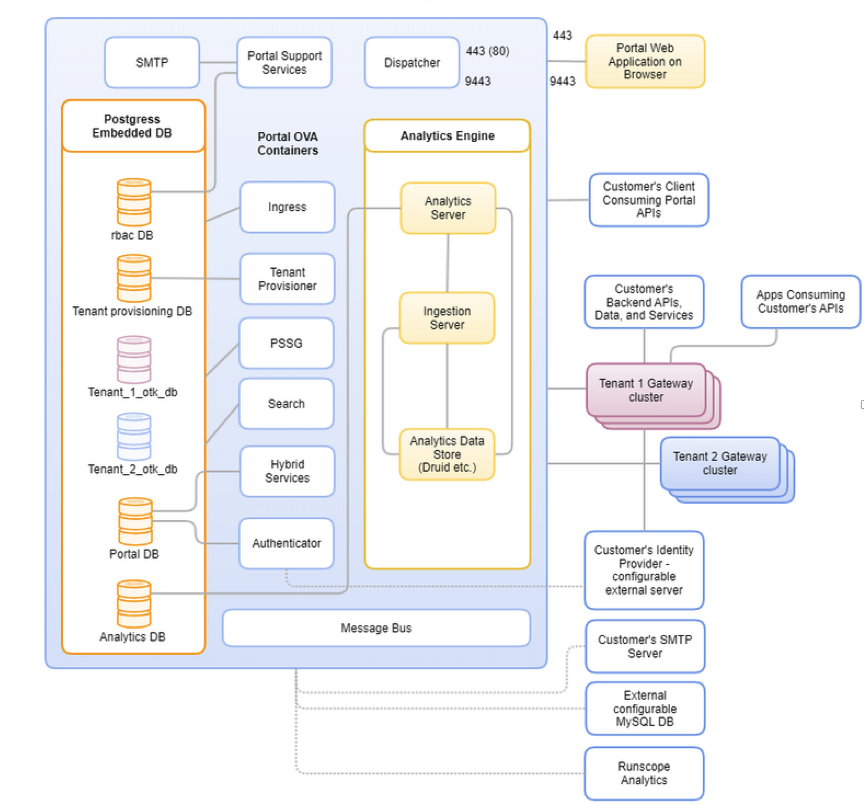 SMTP
Portal Support
Services
Dispatcher
443 (80)
9443
443
9443
Portal Web
Application on
Browser
Postgress
Embedded DB
Portal OVA
Containers
Analytics Engine
rbac DB
Tenant provisioning DB
Tenant_1_otk_db
Tenant_2_otk_db
Portal DB
Analytics DB
Ingress
Tenant
Provisioner
PSSG
Search
Hybrid
Services
Authenticator
Analytics
Server
Ingestion
Server
Analytics Data
Store
(Druid etc.)
Message Bus
Customer's Client
Consuming Portal
APIs
Customer's
Backend APIs,
Data, and Services
Apps Consuming
Customer's APIs
Tenant 1 Gateway
cluster
Tenant 2 Gateway
cluster
Customer's Identity
Provider -
configurable
external server
Customer's SMTP
Server
External
configurable
MySQL DB
Runscope
Analytics